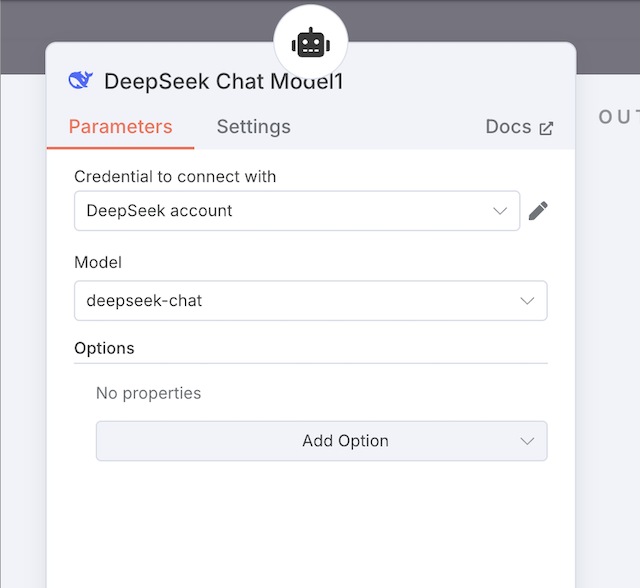 DeepSeek Chat Model1
Parameters Settings Docs
OUT
Credential to connect with
DeepSeek account
Model
deepseek-chat
Options
No properties
Add Option